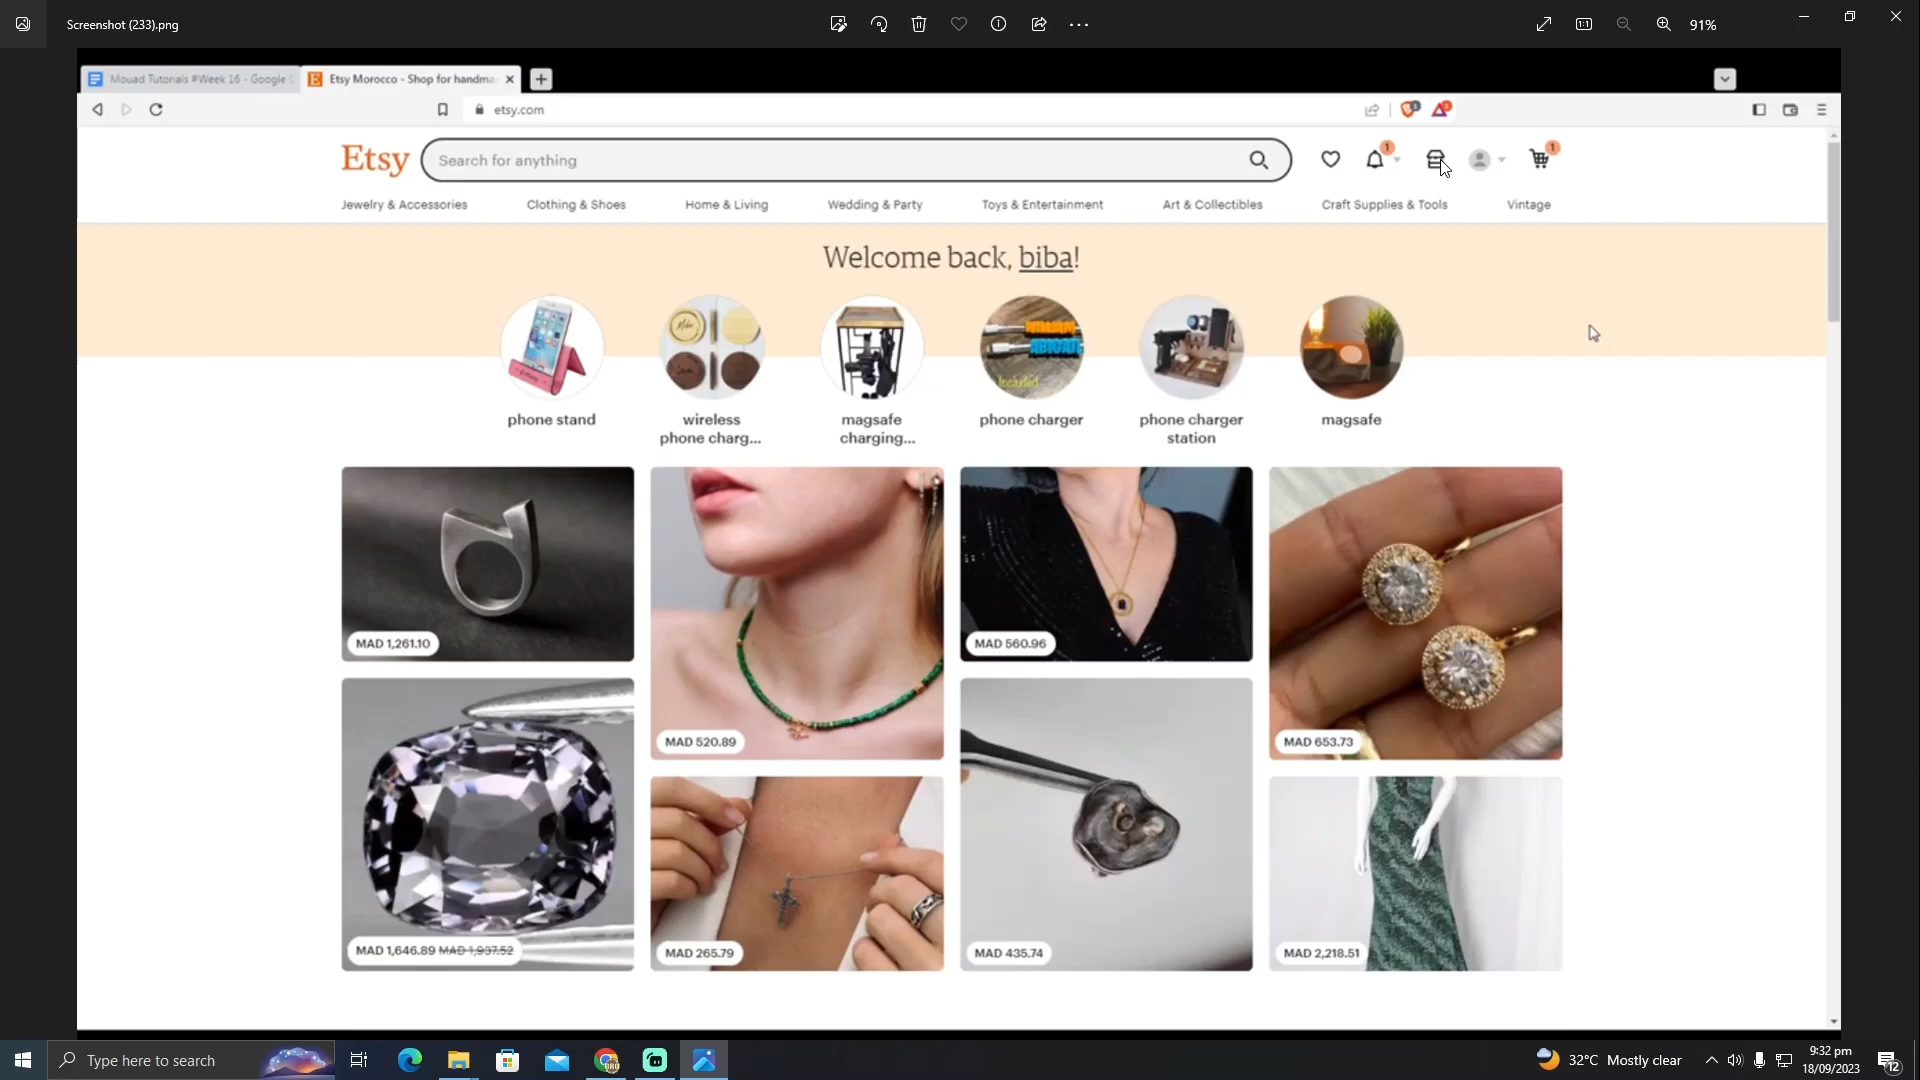 Screenshot (233).png
91%
Mouad Tutorials #Week 16 - Google D
Etsy Morocco - Shop for handma
etsy.com
Etsy
Search for anything
1
1
Jewelry & Accessories
Clothing & Shoes
Home & Living
Wedding & Party
Toys & Entertainment
Art & Collectibles
Craft Supplies & Tools
Vintage
Welcome back, biba!
Included
phone stand
wireless
phone charg...
magsafe
charging...
phone charger
phone charger
station
magsafe
MAD 1,261.10
MAD 520.89
MAD 560.96
MAD 653.73
MAD 1,646.89 MAD 1,937.52
MAD 265.79
MAD 435.74
MAD 2,218.51
Type here to search
32°C Mostly clear
9:32 pm
18/09/2023
12